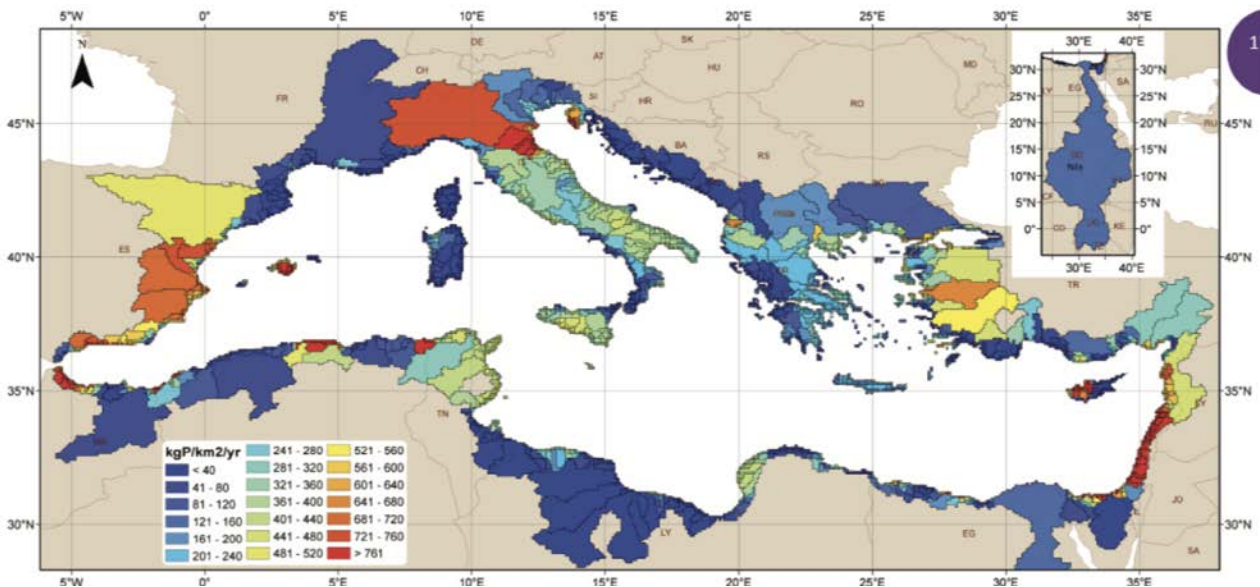 5°W 0° 5°E 10°E 15°E 20°E 25°E 30°E 35°E
N
1
DE
SK
CH
AT
HU
MD
FR
SI
HR
RO
BA
RS
RU
ES
TR
TN
LY
EG
JO
SA
45°N
40°N
35°N
30°N
45°N
40°N
35°N
30°N
30°E 40°E
35°E
30°N
25°N
20°N
15°N
10°N
5°N
0°
30°N
25°N
20°N
15°N
10°N
5°N
0°
LY
EG
SA
Nile
CF
CD
KE
30°E 40°E
35°E
kgP/km2/yr
< 40
41 - 80
81 - 120
121 - 160
161 - 200
201 - 240
241 - 280
281 - 320
321 - 360
361 - 400
401 - 440
441 - 480
481 - 520
521 - 560
561 - 600
601 - 640
641 - 680
681 - 720
721 - 760
> 761
5°W 0° 5°E 10°E 15°E 20°E 25°E 30°E 35°E